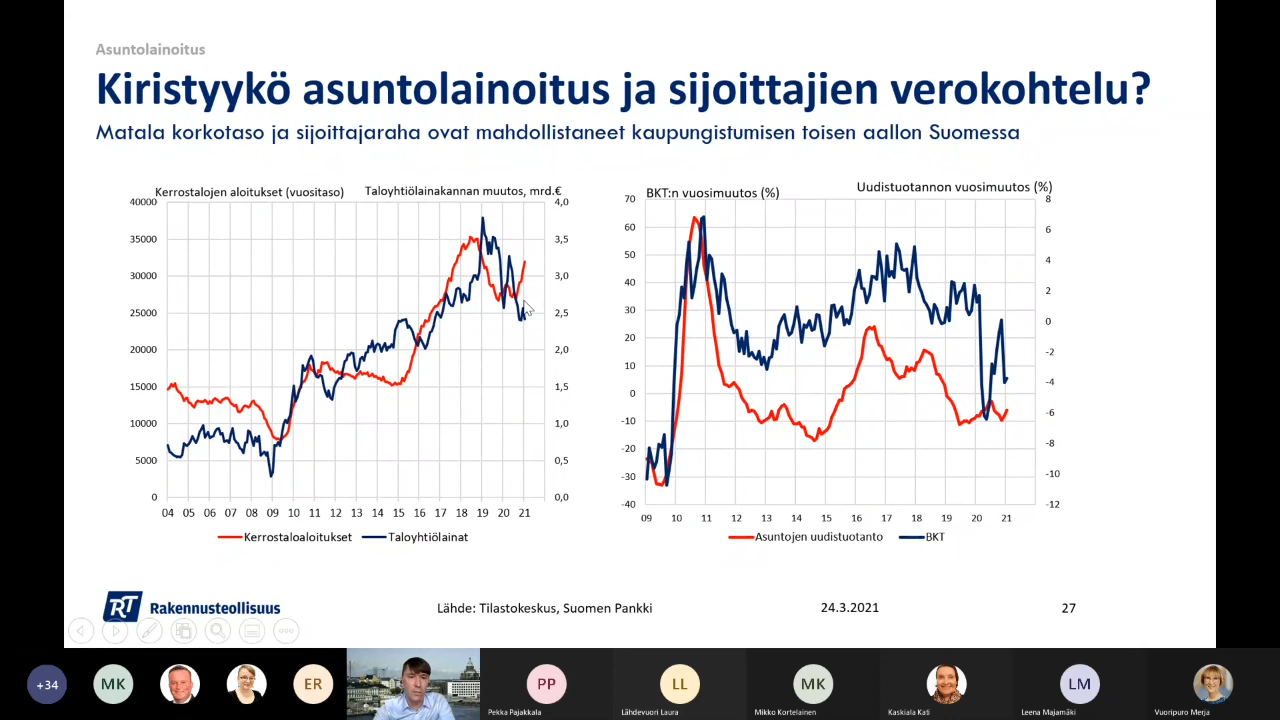 Asuntolainoitus
Kiristyykö asuntolainoitus ja sijoittajien verokohtelu?
Matala korkotaso ja sijoittajaraha ovat mahdollistaneet kaupungistumisen toisen aallon Suomessa
Kerrostalojen aloitukset (vuositaso)
Taloyhtiölainakannan muutos, mrd.€
40000
35000
30000
25000
20000
15000
10000
5000
0
4,0
3,5
3,0
2,5
2,0
1,5
1,0
0,5
0,0
04 05 06 07 08 09 10 11 12 13 14 15 16 17 18 19 20 21
Kerrostaloaloitukset Taloyhtiölainat
BKT:n vuosimuutos (%)
Uudistuotannon vuosimuutos (%)
70
60
50
40
30
20
10
0
-10
-20
-30
-40
8
6
4
2
0
-2
-4
-6
-8
-10
-12
09 10 11 12 13 14 15 16 17 18 19 20 21
Asuntojen uudistuotanto BKT
RT Rakennusteollisuus
Lähde: Tilastokeskus, Suomen Pankki
24.3.2021
27
+34
MK
ER
PP
LL
MK
LM
Pekka Pajakkala
Lähdevuori Laura
Mikko Kortelainen
Kaskiala Kati
Leena Majamäki
Vuoripuro Merja